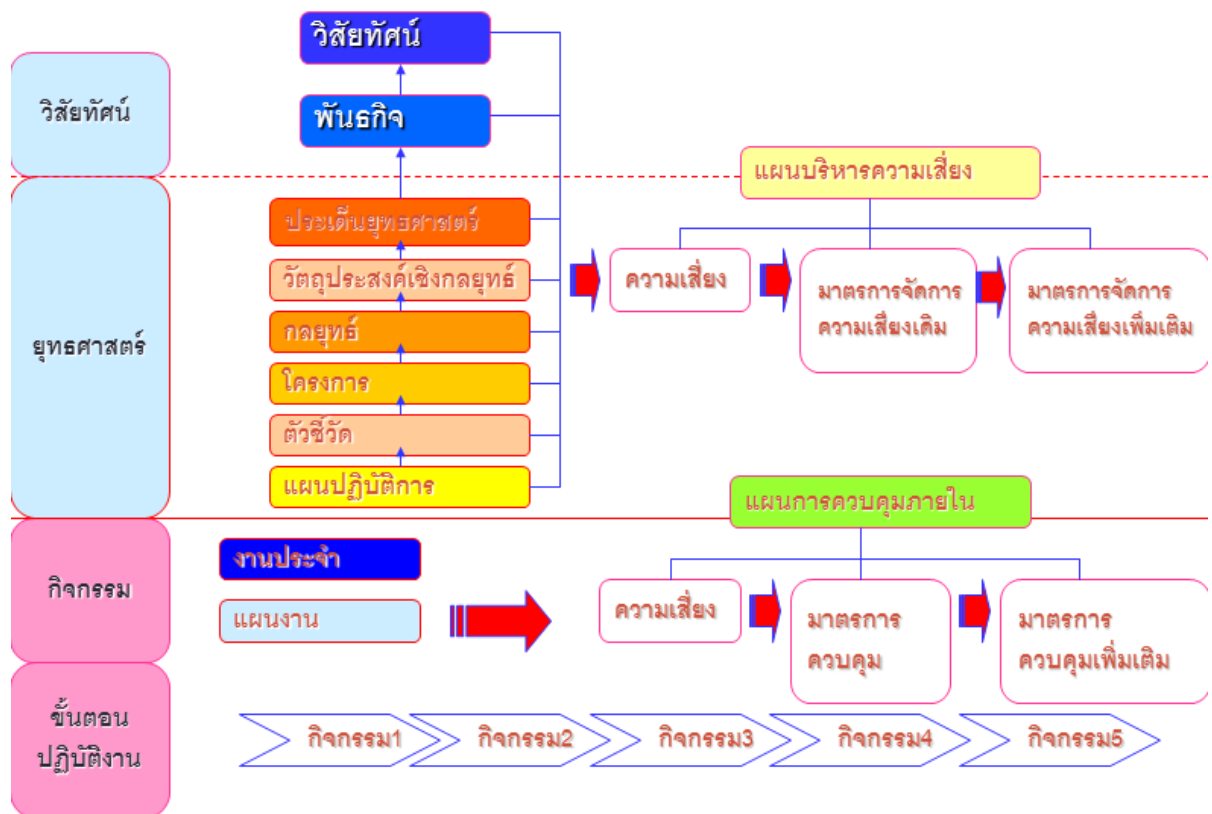 วิสัยทัศน์
พันธกิจ
วิสัยทัศน์
แผนบริหารความเสี่ยง
ประเด็นยุทธศาสตร์
วัตถุประสงค์เชิงกลยุทธ์
กลยุทธ์
โครงการ
ตัวชี้วัด
แผนปฏิบัติการ
ยุทธศาสตร์
ความเสี่ยง
มาตรการจัดการ
ความเสี่ยงเดิม
มาตรการจัดการ
ความเสี่ยงเพิ่มเติม
แผนการควบคุมภายใน
กิจกรรม
งานประจำ
แผนงาน
ความเสี่ยง
มาตรการ
ควบคุม
มาตรการ
ควบคุมเพิ่มเติม
ขั้นตอน
ปฏิบัติงาน
กิจกรรม1
กิจกรรม2
กิจกรรม3
กิจกรรม4
กิจกรรม5